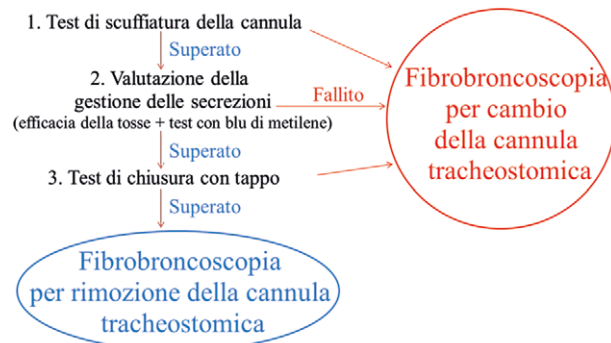 1. Test di scuffiatura della cannula
Superato
2. Valutazione della
gestione delle secrezioni
(efficacia della tosse + test con blu di metilene)
Fallito
Superato
3. Test di chiusura con tappo
Superato
Fibrobroncoscopia
per rimozione della cannula
tracheostomica
Fibrobroncoscopia
per cambio
della cannula
tracheostomica